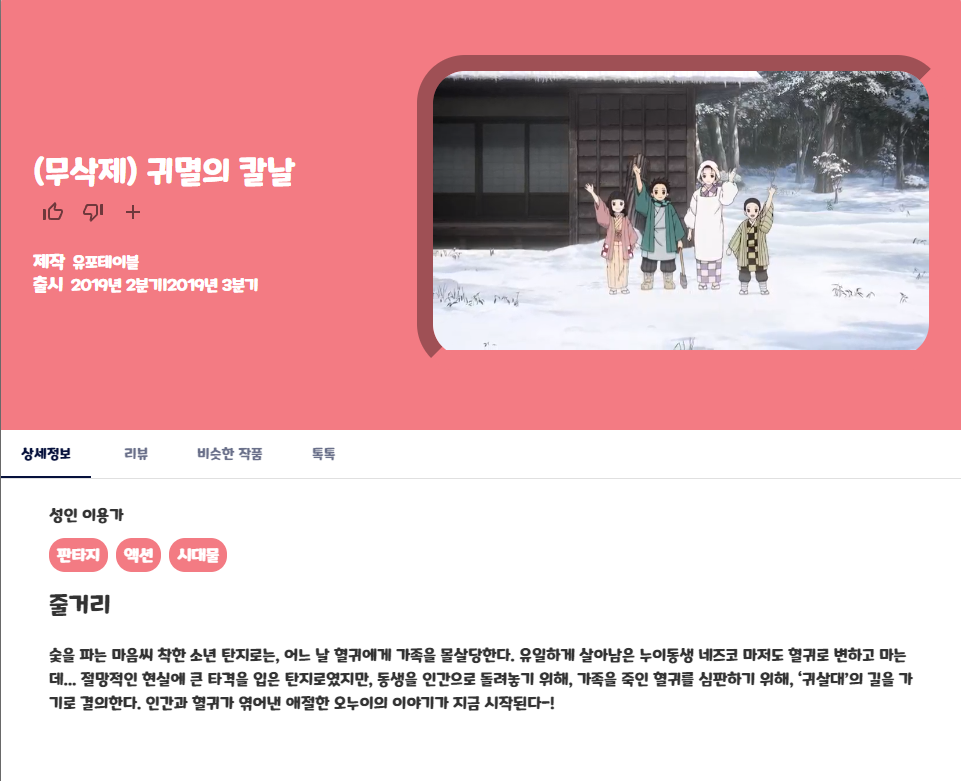 (무삭제) 귀멸의 칼날
제작 유포테이블
출시 2019년 2분기|2019년 3분기
상세정보 리뷰 비슷한 작품 톡톡
성인 이용가
판타지 액션 시대물
줄거리
숯을 파는 마음씨 착한 소년 탄지로는, 어느 날 혈귀에게 가족을 몰살당한다. 유일하게 살아남은 누이동생 네즈코 마저도 혈귀로 변하고 마는
데... 절망적인 현실에 큰 타격을 입은 탄지로였지만, 동생을 인간으로 돌려놓기 위해, 가족을 죽인 혈귀를 심판하기 위해, ‘귀살대’의 길을 가
기로 결의한다. 인간과 혈귀가 엮어낸 애절한 오누이의 이야기가 지금 시작된다-!